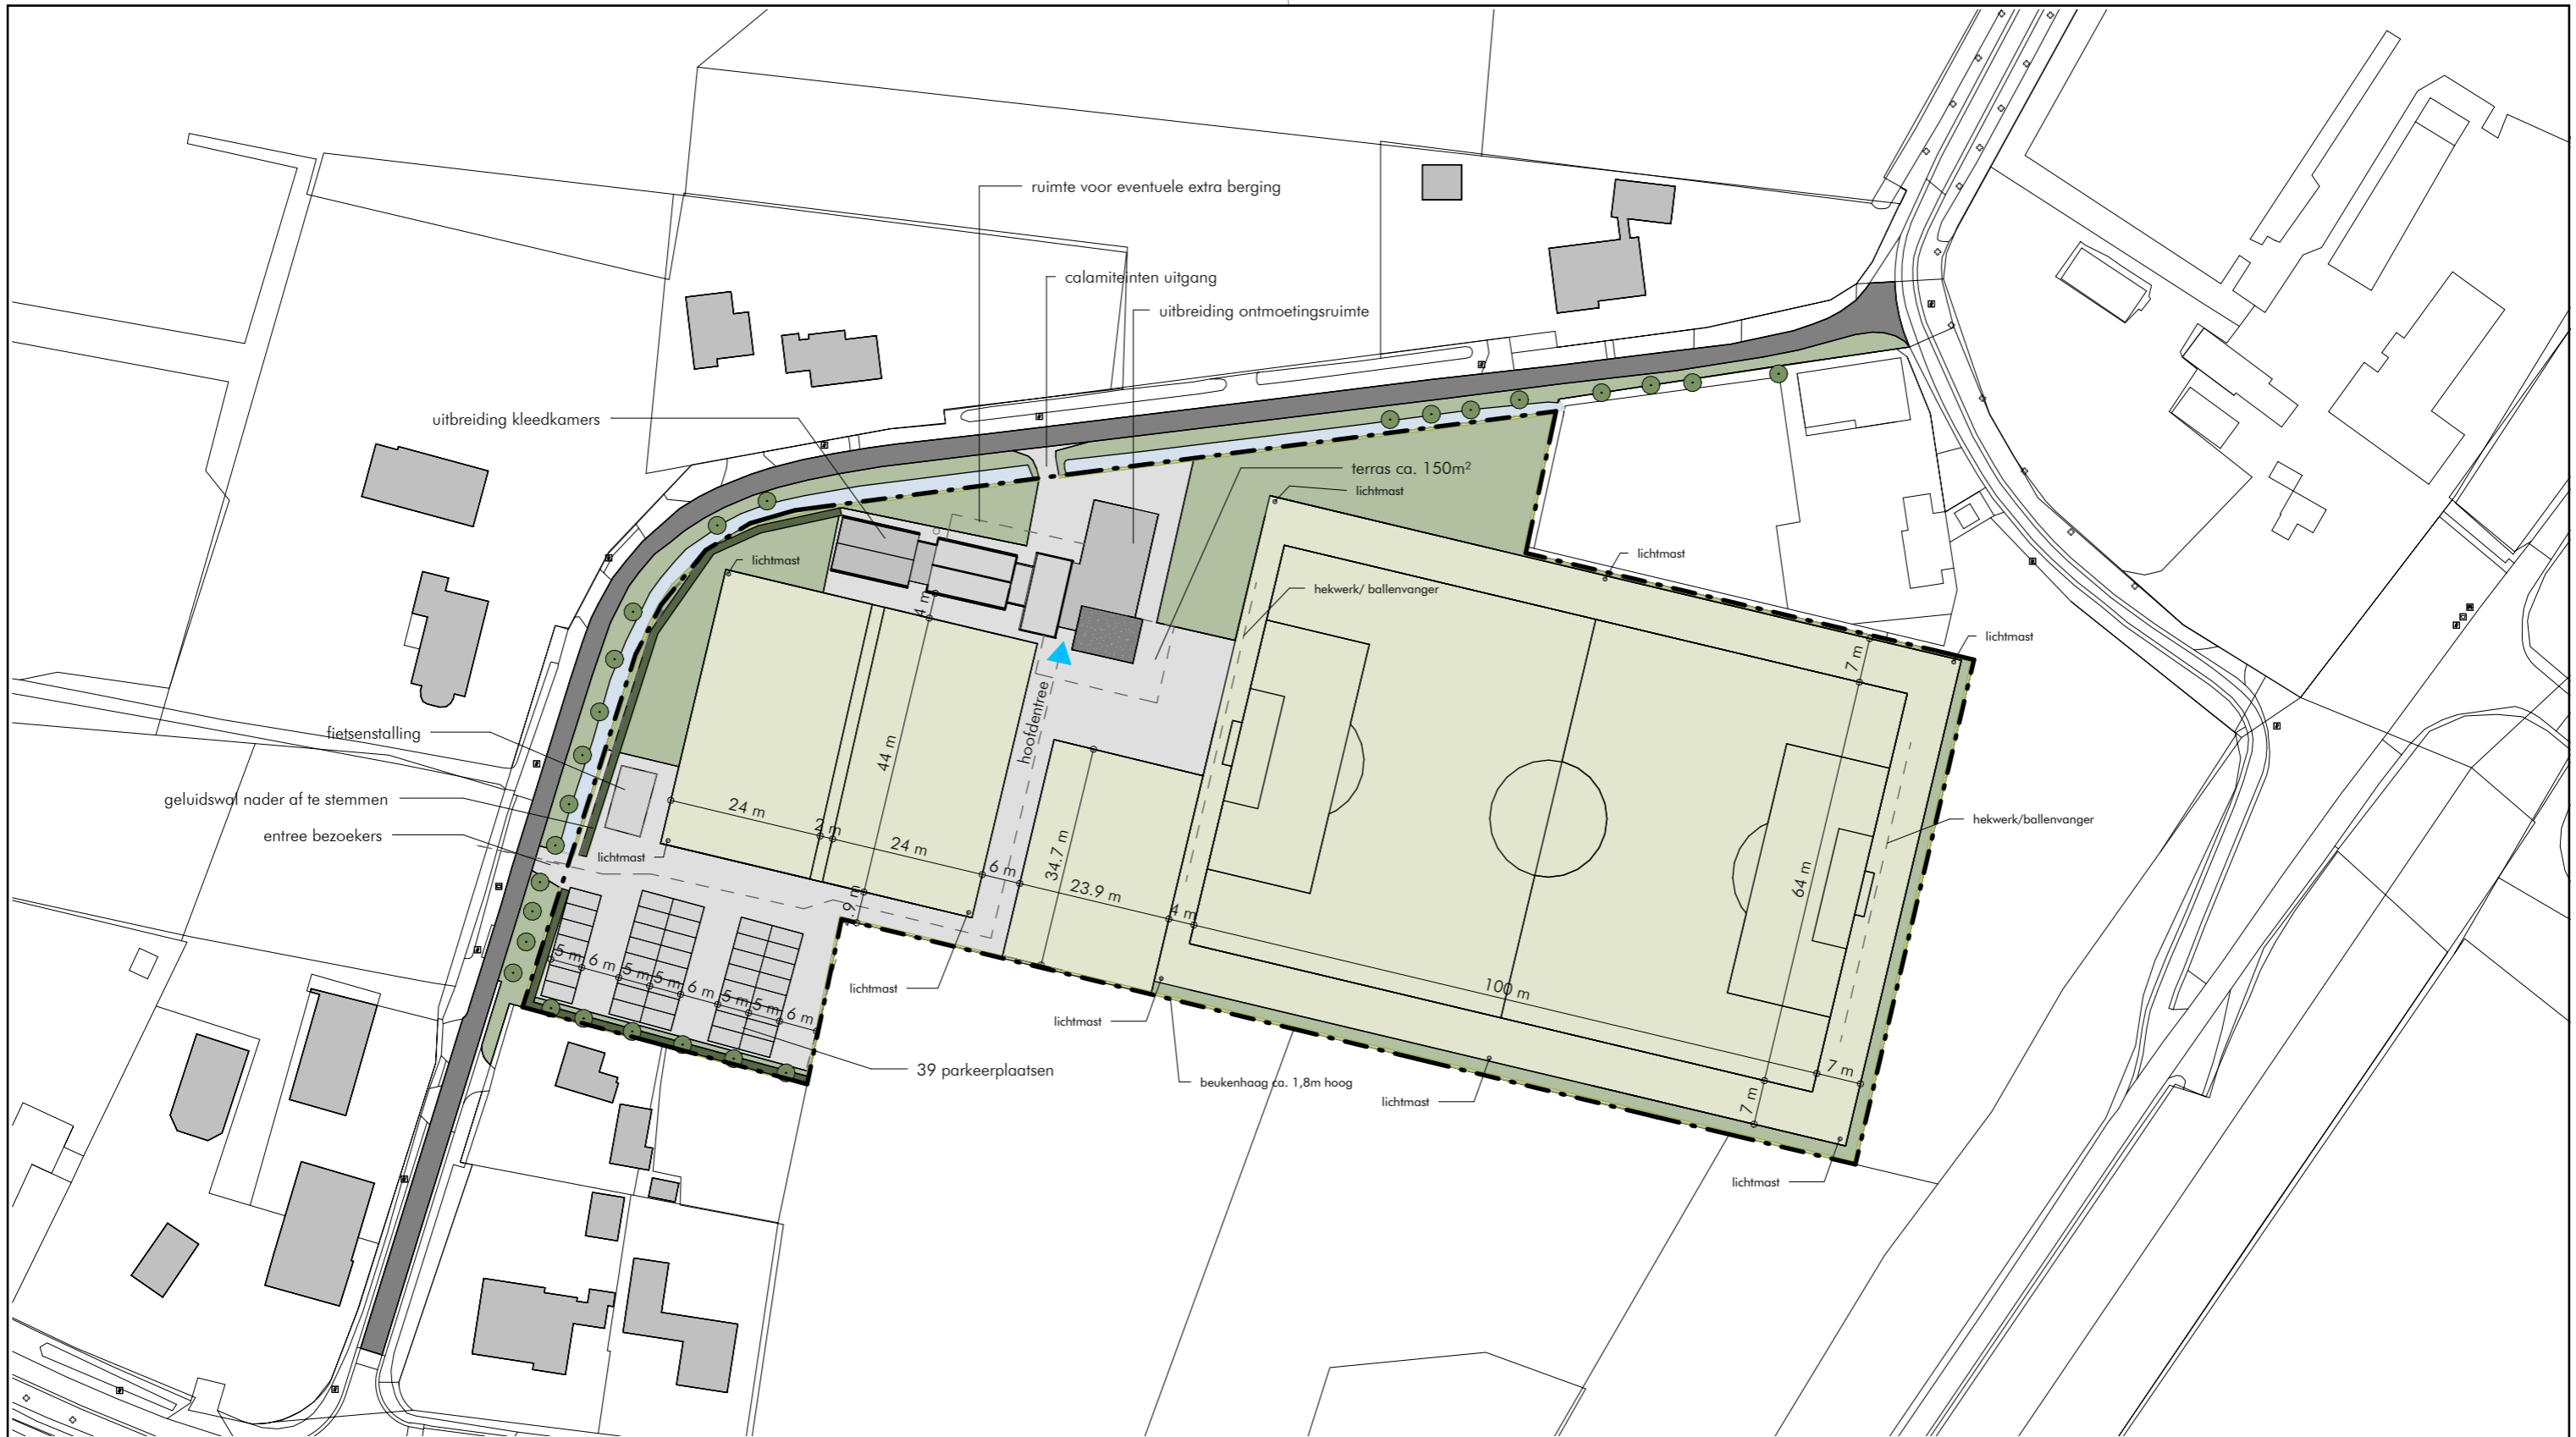 ruimte voor eventuele extra berging
calamiteinten uitgang
uitbreiding ontmoetingsruimte
uitbreiding kleedkamers
terras ca. 150m²
lichtmast
lichtmast
lichtmast
hekwerk/ ballenvanger
4 m
lichtmast
7 m
hoofdentree
fietsenstalling
44 m
geluidswal nader af te stemmen
24 m
2 m
24 m
entree bezoekers
lichtmast
6 m
34.7 m
23.9 m
4 m
64 m
hekwerk/ballenvanger
5 m
6 m
5 m
5 m
6 m
5 m
5 m
6 m
lichtmast
100 m
lichtmast
39 parkeerplaatsen
beukenhaag ca. 1,8m hoog
lichtmast
7 m
7 m
lichtmast